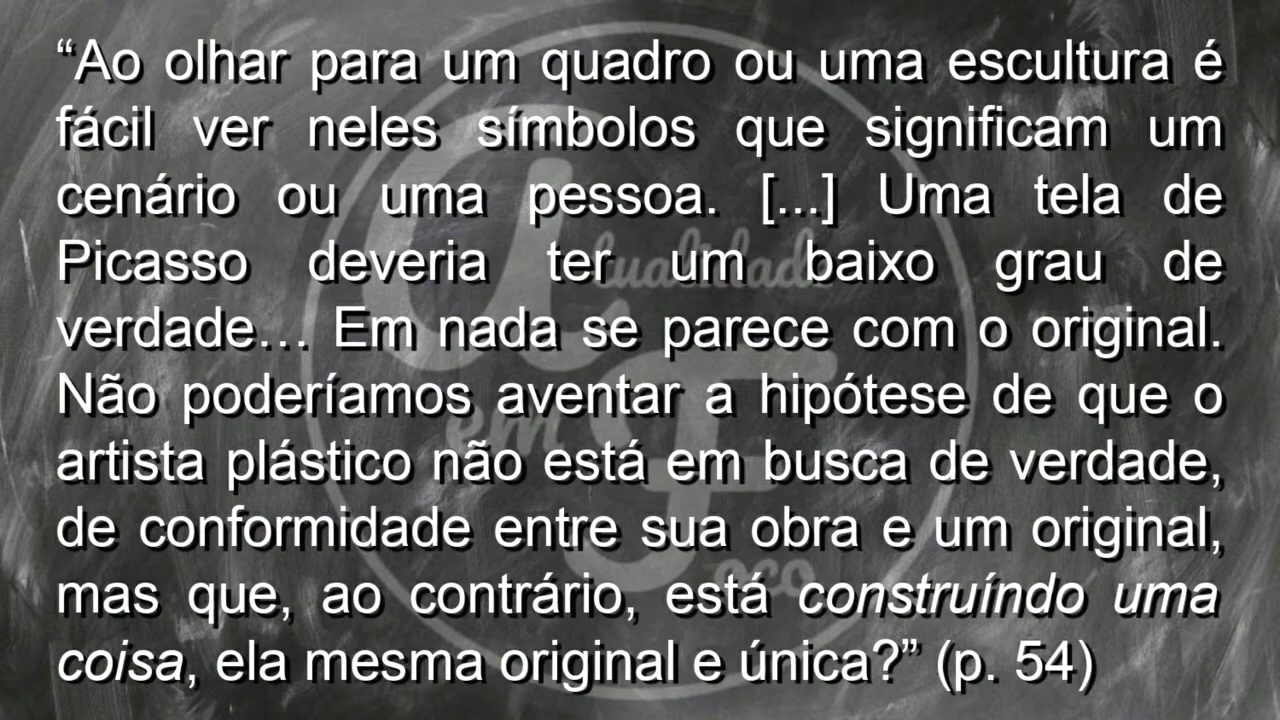 “Ao olhar para um quadro ou uma escultura é
fácil ver neles símbolos que significam um
cenário ou uma pessoa. [...] Uma tela de
Picasso deveria ter um baixo grau de
verdade… Em nada se parece com o original.
Não poderíamos aventar a hipótese de que o
artista plástico não está em busca de verdade,
de conformidade entre sua obra e um original,
mas que, ao contrário, está construíndo uma
coisa, ela mesma original e única?” (p. 54)